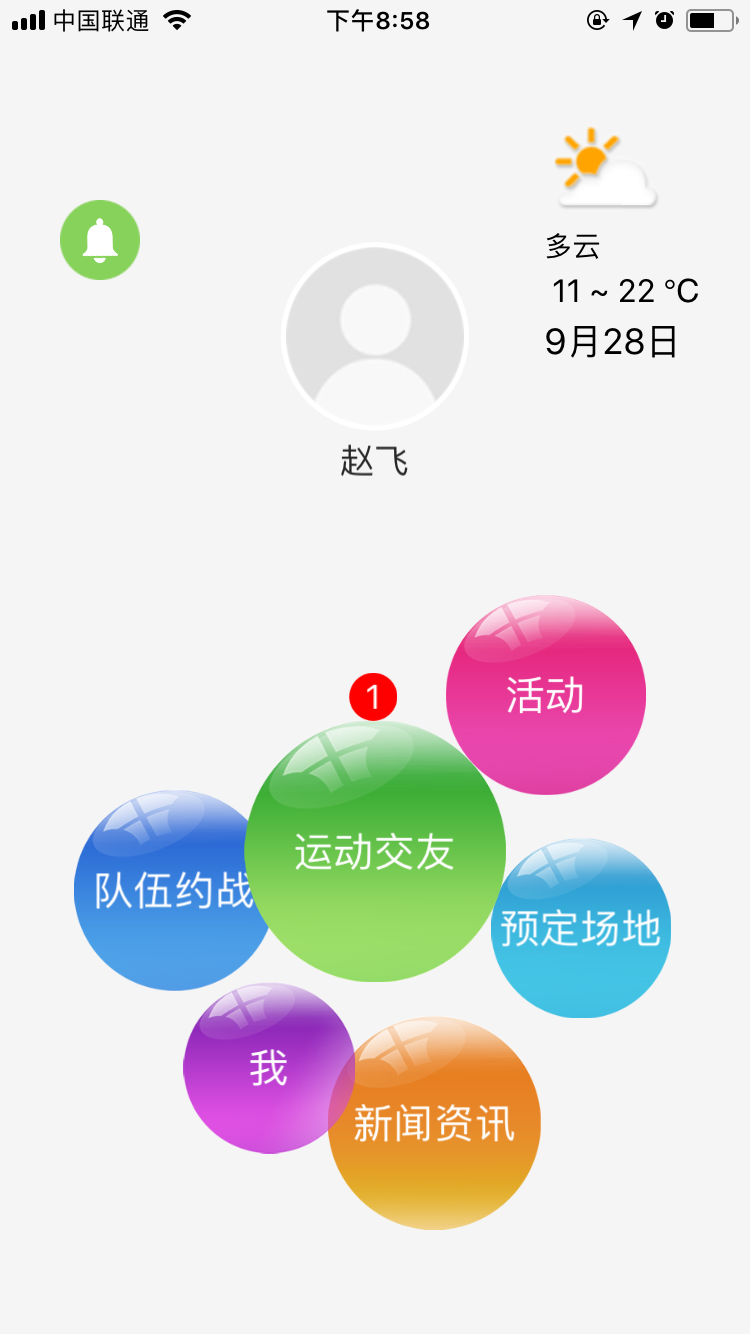 中国联通
下午8:58
多云
11 ~ 22 ℃
9月28日
赵飞
活动
1
运动交友
队伍约战
预定场地
我
新闻资讯